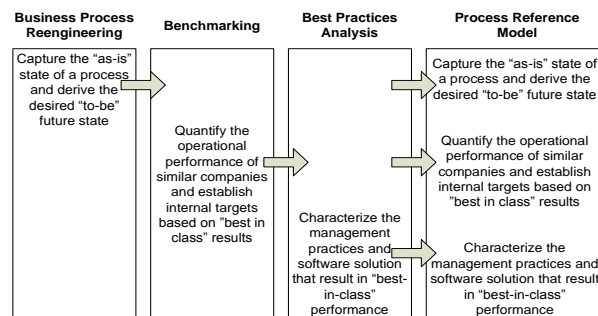 Business Process
Reengineering
Benchmarking
Best Practices
Analysis
Process Reference
Model
Capture the “as-is”
state of a process
and derive the
desired “to-be”
future state
Quantify the
operational
performance of
similar companies
and establish
internal targets
based on ”best in
class” results
Characterize the
management
practices and
software solution
that result in “best-
in-class”
performance
Capture the “as-is” state of
a process and derive the
desired “to-be” future state
Quantify the operational
performance of similar
companies and establish
internal targets based on
”best in class” results
Characterize the
management practices and
software solution that result
in “best-in-class”
performance